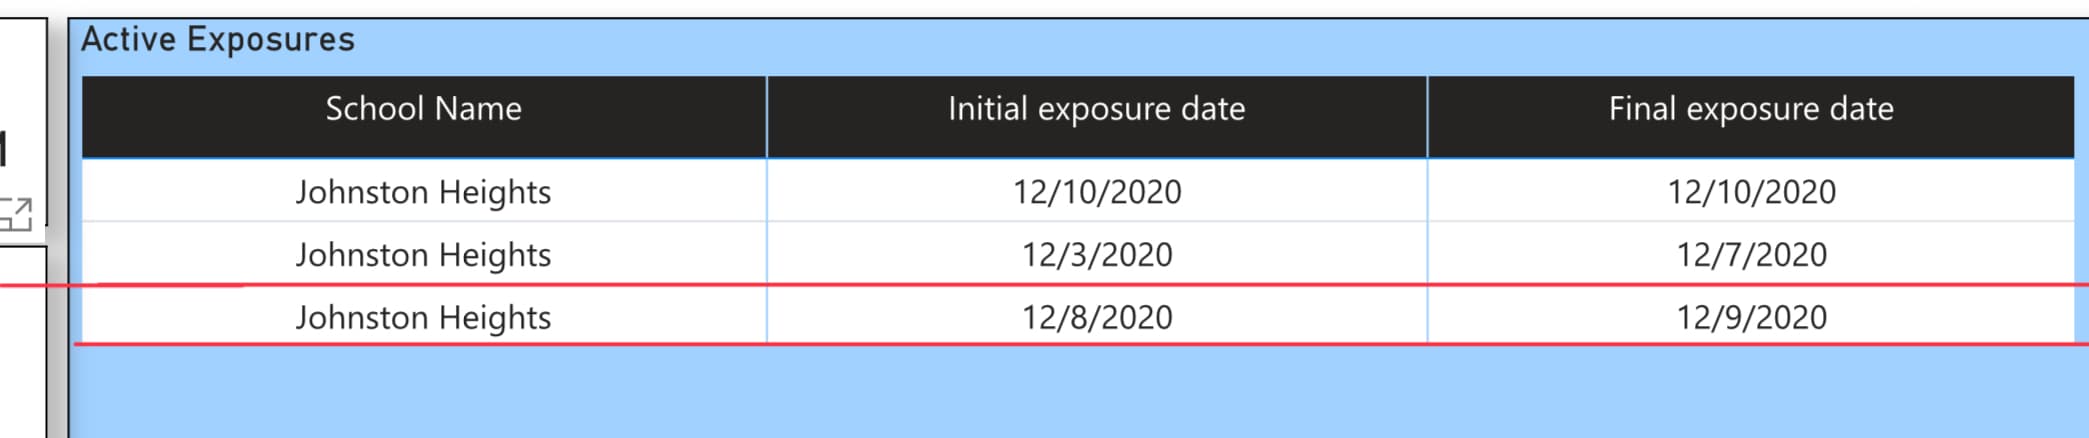 Active Exposures
School Name Initial exposure date Final exposure date
Johnston Heights 12/10/2020 12/10/2020
Johnston Heights 12/3/2020 12/7/2020
Johnston Heights 12/8/2020 12/9/2020